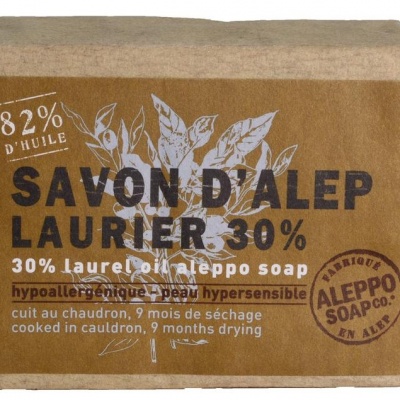 82%
D'HUILE
SAVON D'ALEP
LAURIER 30%
30% laurel oil aleppo soap
hypoallergénique - peau hypersensible
cuit au chaudron, 9 mois de séchage
cooked in cauldron, 9 months drying
FABRIQUÉ
ALEPPO
SOAP CO.
EN ALEP